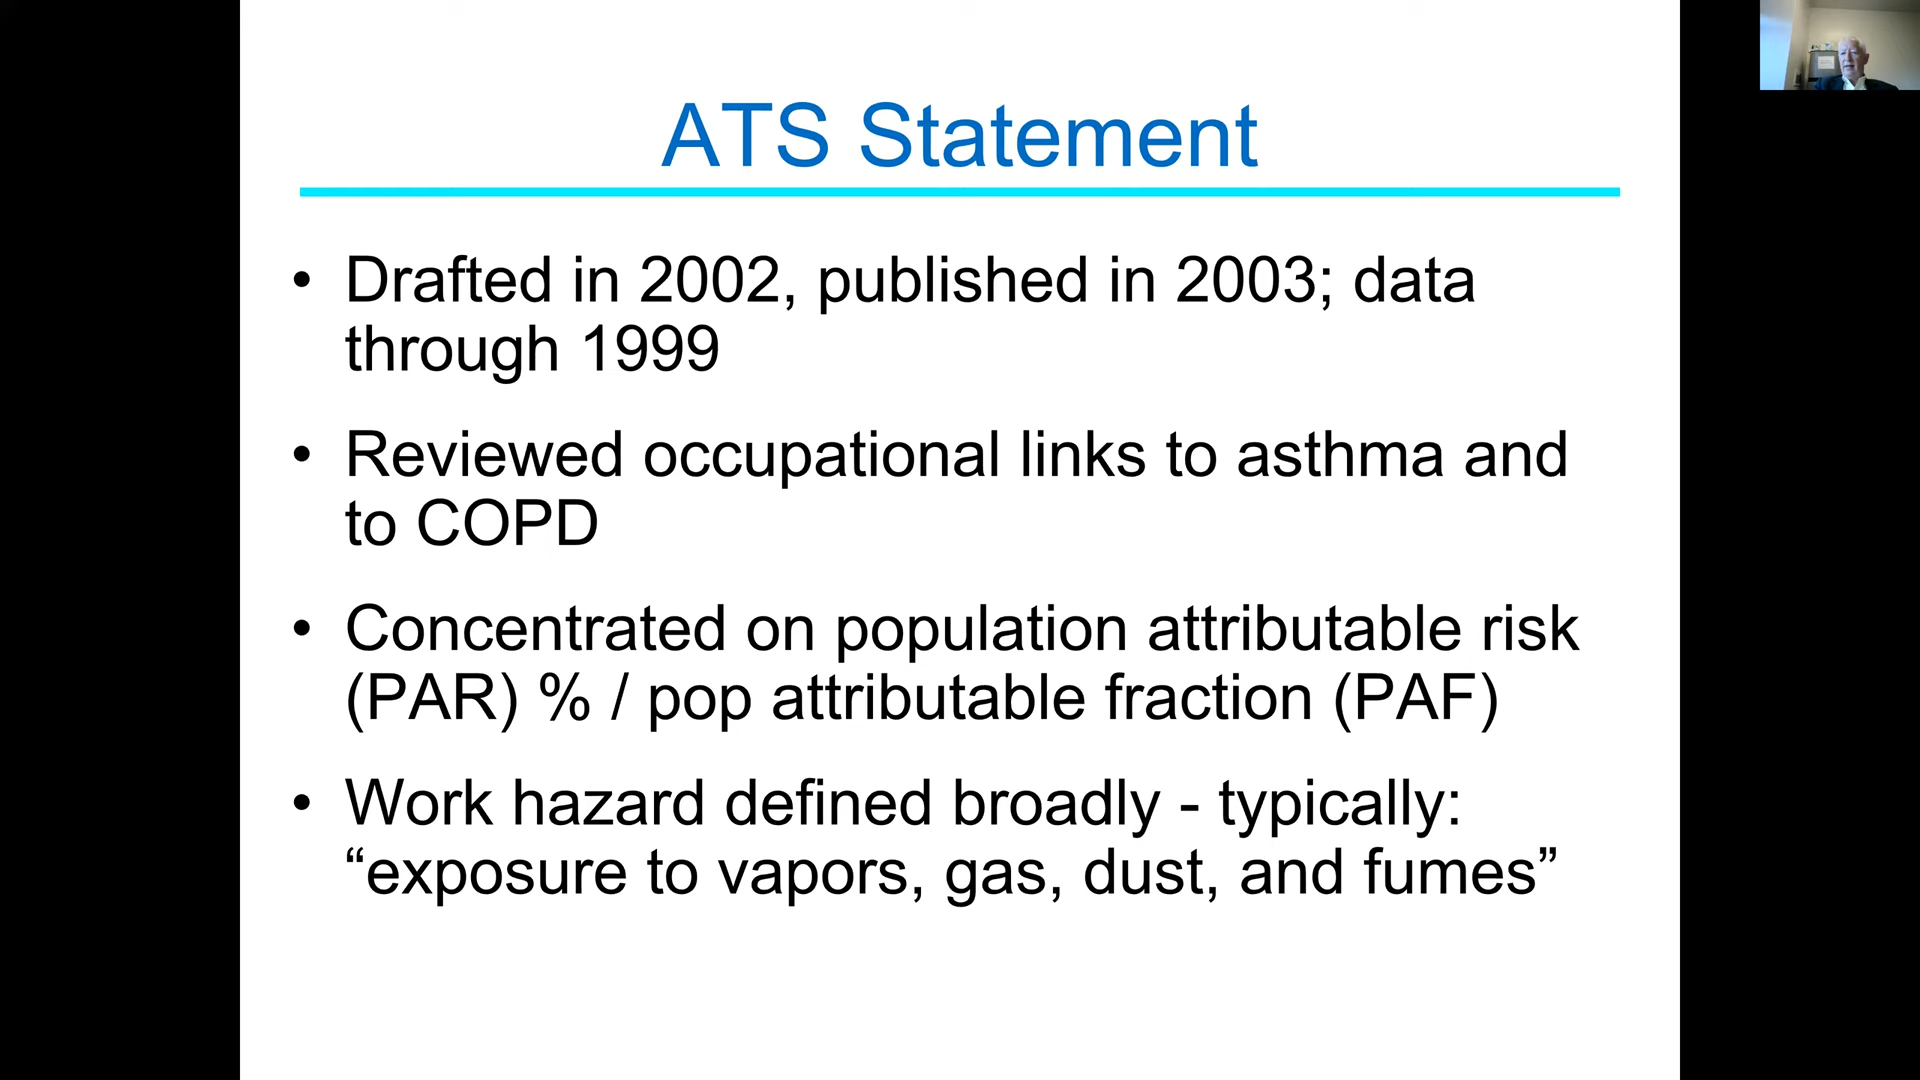 ATS Statement
• Drafted in 2002, published in 2003; data
through 1999
• Reviewed occupational links to asthma and
to COPD
• Concentrated on population attributable risk
(PAR) % / pop attributable fraction (PAF)
• Work hazard defined broadly - typically:
“exposure to vapors, gas, dust, and fumes”